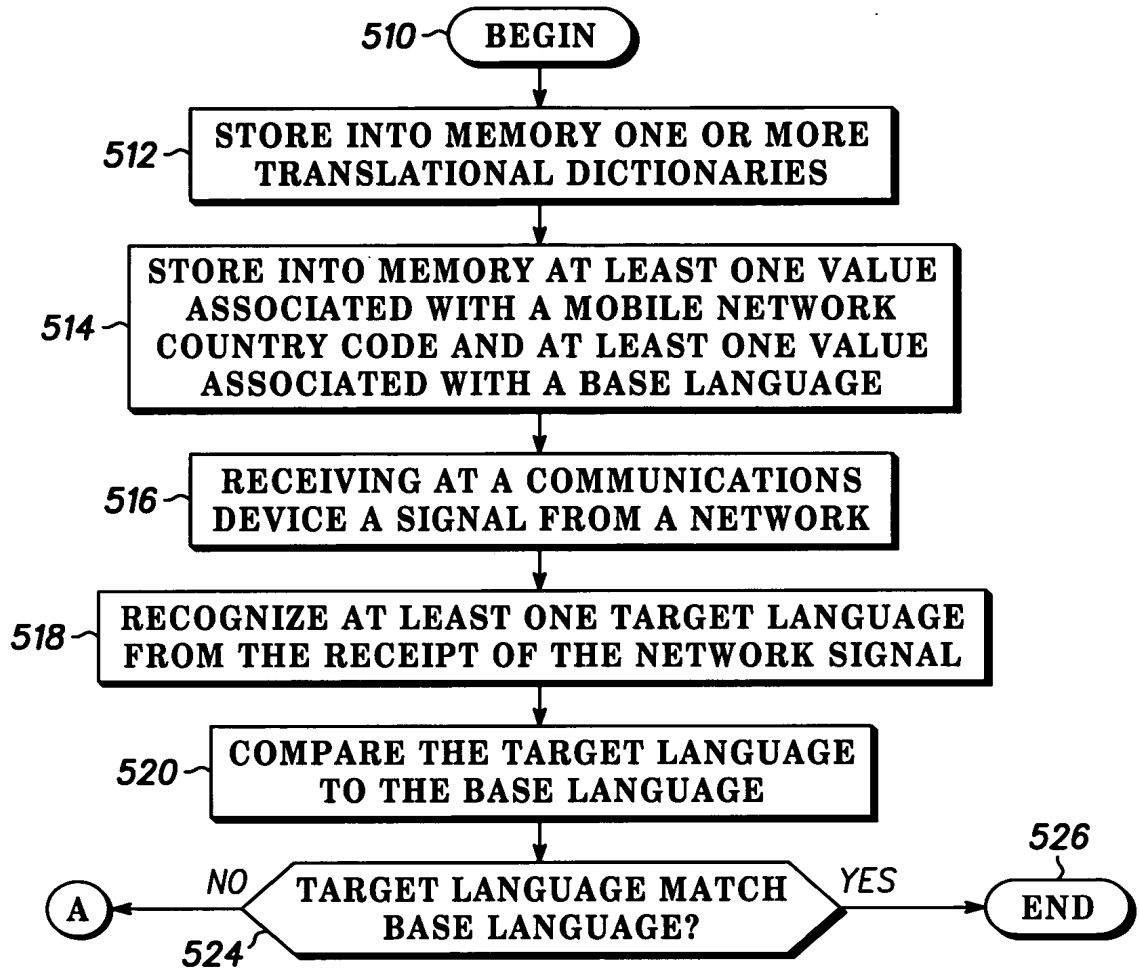 510
BEGIN
512
STORE INTO MEMORY ONE OR MORE
TRANSLATIONAL DICTIONARIES
514
STORE INTO MEMORY AT LEAST ONE VALUE
ASSOCIATED WITH A MOBILE NETWORK
COUNTRY CODE AND AT LEAST ONE VALUE
ASSOCIATED WITH A BASE LANGUAGE
516
RECEIVING AT A COMMUNICATIONS
DEVICE A SIGNAL FROM A NETWORK
518
RECOGNIZE AT LEAST ONE TARGET LANGUAGE
FROM THE RECEIPT OF THE NETWORK SIGNAL
520
COMPARE THE TARGET LANGUAGE
TO THE BASE LANGUAGE
524
TARGET LANGUAGE MATCH
BASE LANGUAGE?
NO
A
YES
526
END